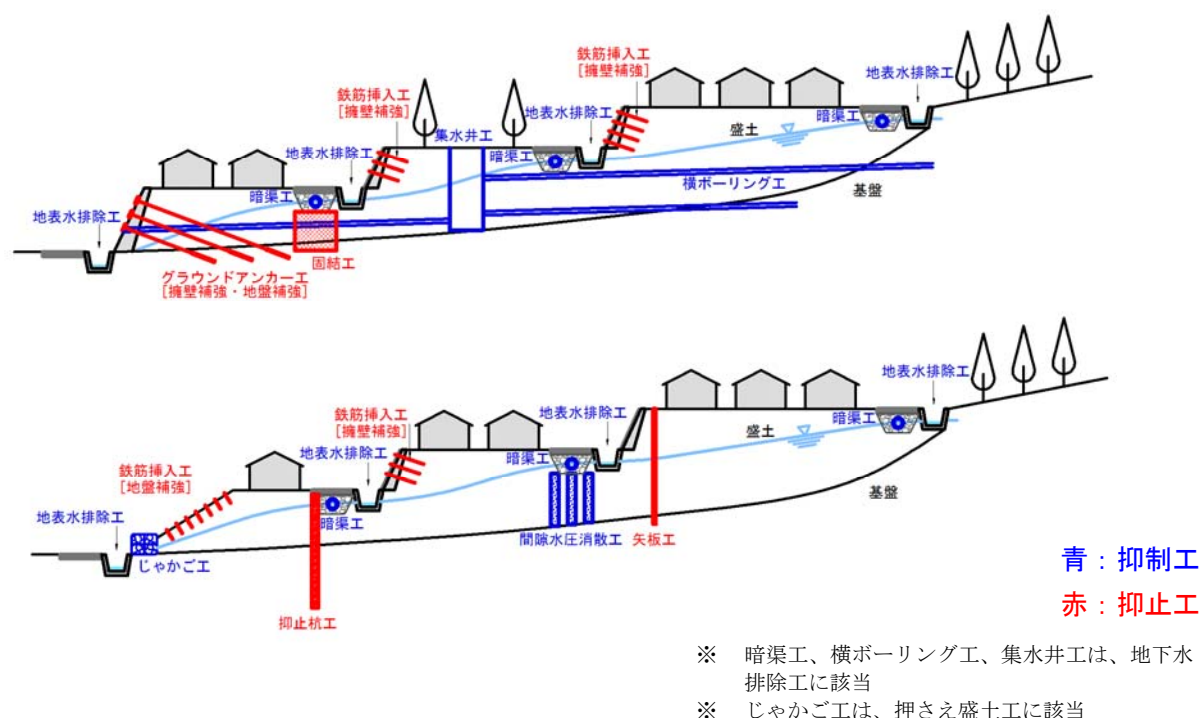 鉄筋挿入工
[擁壁補強]
地表水排除工
鉄筋挿入工
[擁壁補強]
地表水排除工
暗渠工
盛土
集水井工
暗渠工
地表水排除工
横ボーリング工
基盤
暗渠工
地表水排除工
固結工
グラウンドアンカー工
[擁壁補強・地盤補強]
地表水排除工
鉄筋挿入工
[擁壁補強]
地表水排除工
暗渠工
盛土
地表水排除工
暗渠工
基盤
鉄筋挿入工
[地盤補強]
地表水排除工
暗渠工
じゃかご工
間隙水圧消散工
矢板工
抑止杭工
青：抑制工
赤：抑止工
※　暗渠工、横ボーリング工、集水井工は、地下水
排除工に該当
※　じゃかご工は、押さえ盛土工に該当